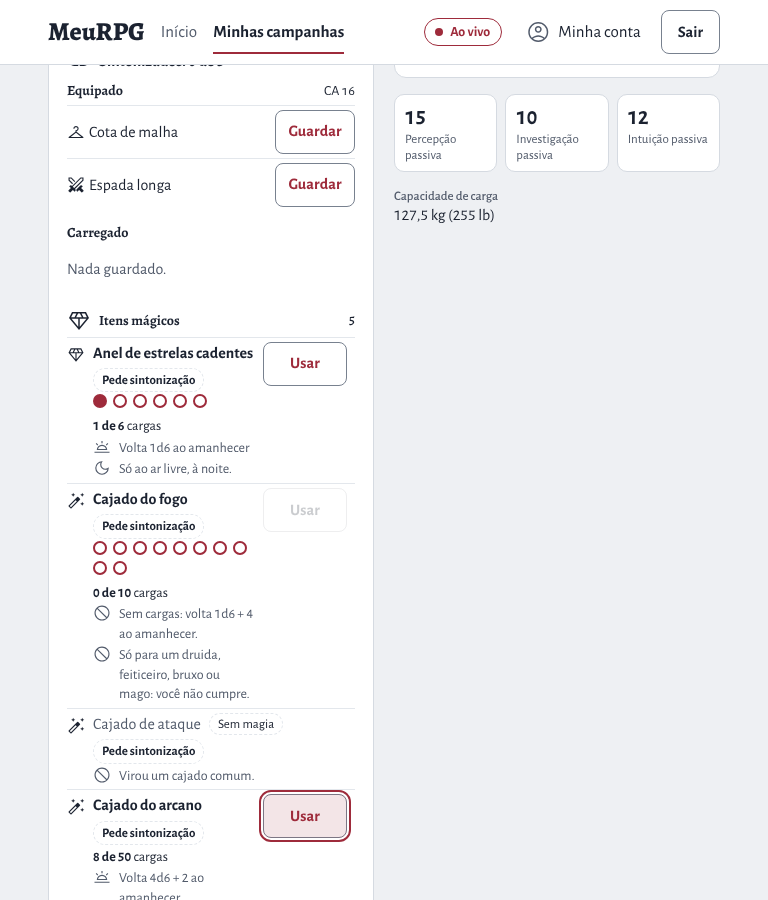 MeuRPG
Início
Minhas campanhas
Ao vivo
Minha conta
Sair
Equipado
CA 16
Cota de malha
Guardar
Espada longa
Guardar
Carregado
Nada guardado.
Itens mágicos
5
Anel de estrelas cadentes
Usar
Pede sintonização
1 de 6 cargas
Volta 1d6 ao amanhecer
Só ao ar livre, à noite.
Cajado do fogo
Usar
Pede sintonização
0 de 10 cargas
Sem cargas: volta 1d6 + 4
ao amanhecer.
Só para um druida,
feiticeiro, bruxo ou
mago: você não cumpre.
Cajado de ataque
Sem magia
Pede sintonização
Virou um cajado comum.
Cajado do arcano
Usar
Pede sintonização
8 de 50 cargas
Volta 4d6 + 2 ao
amanhecer
15
Percepção
passiva
10
Investigação
passiva
12
Intuição passiva
Capacidade de carga
127,5 kg (255 lb)